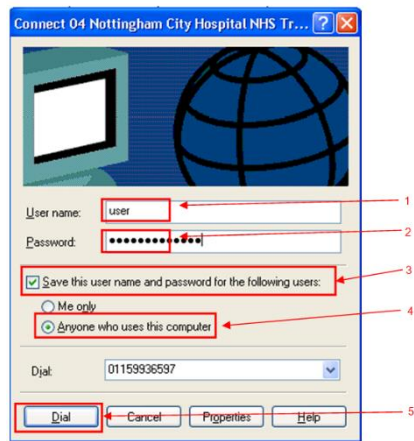 Connect 04 Nottingham City Hospital NHS Tr...
User name: user 1
Password: 2
Save this user name and password for the following users: 3
Me only
Anyone who uses this computer 4
Dial: 01159936597
Dial Cancel Properties Help 5